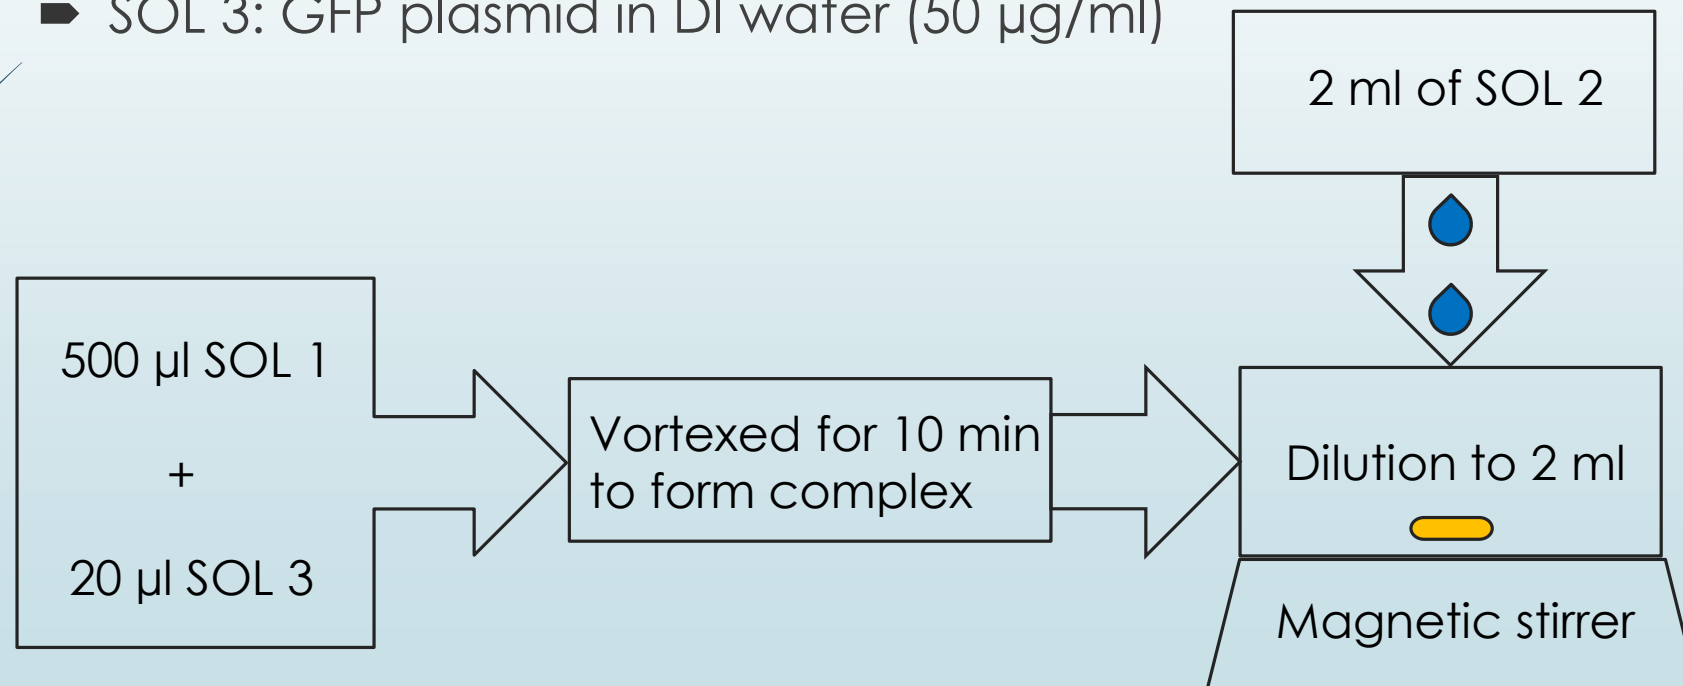 SOL 3: GFP plasmid in DI water (50 µg/ml)
2 ml of SOL 2
500 µl SOL 1
+
20 µl SOL 3
Vortexed for 10 min
to form complex
Dilution to 2 ml
Magnetic stirrer